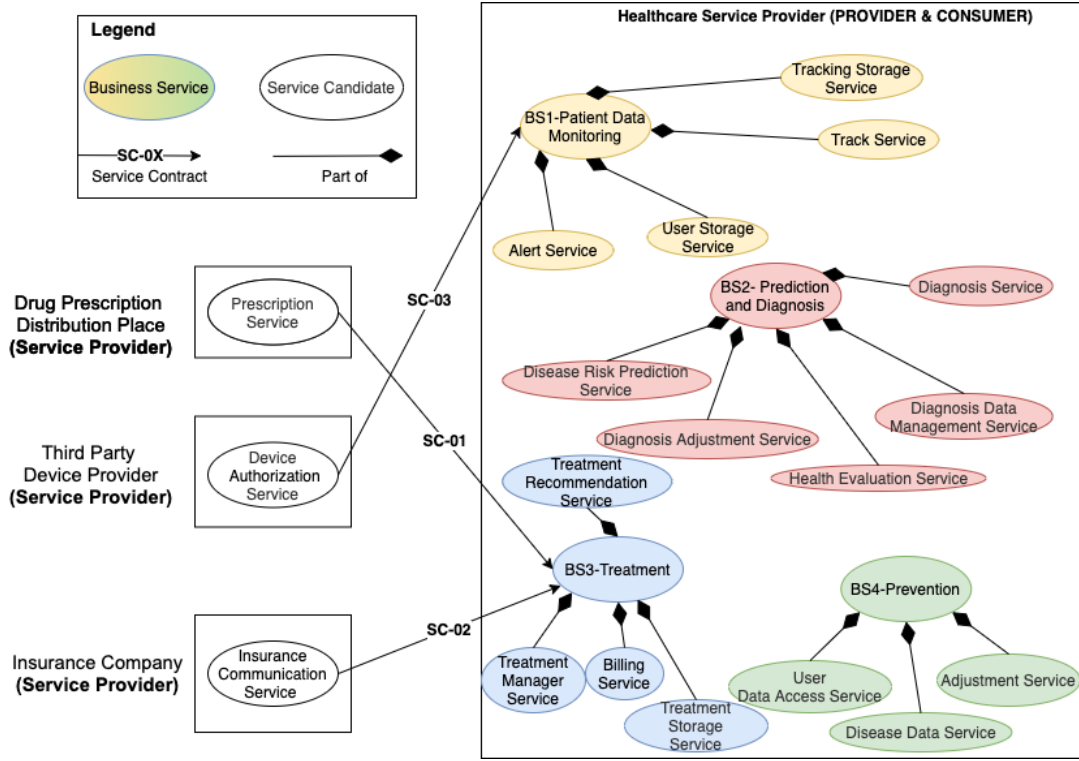 Legend
Business Service
Service Candidate
SC-0X
Service Contract
Part of
Drug Prescription
Distribution Place
(Service Provider)
Prescription
Service
Third Party
Device Provider
(Service Provider)
Device
Authorization
Service
Insurance Company
(Service Provider)
Insurance
Communication
Service
SC-03
SC-01
SC-02
Healthcare Service Provider (PROVIDER & CONSUMER)
Tracking Storage
Service
BS1-Patient Data
Monitoring
Track Service
Alert Service
User Storage
Service
BS2- Prediction
and Diagnosis
Diagnosis Service
Disease Risk Prediction
Service
Diagnosis Data
Management Service
Diagnosis Adjustment Service
Health Evaluation Service
Treatment
Recommendation
Service
BS3-Treatment
Treatment
Manager
Service
Billing
Service
Treatment
Storage
Service
BS4-Prevention
User
Data Access Service
Adjustment Service
Disease Data Service